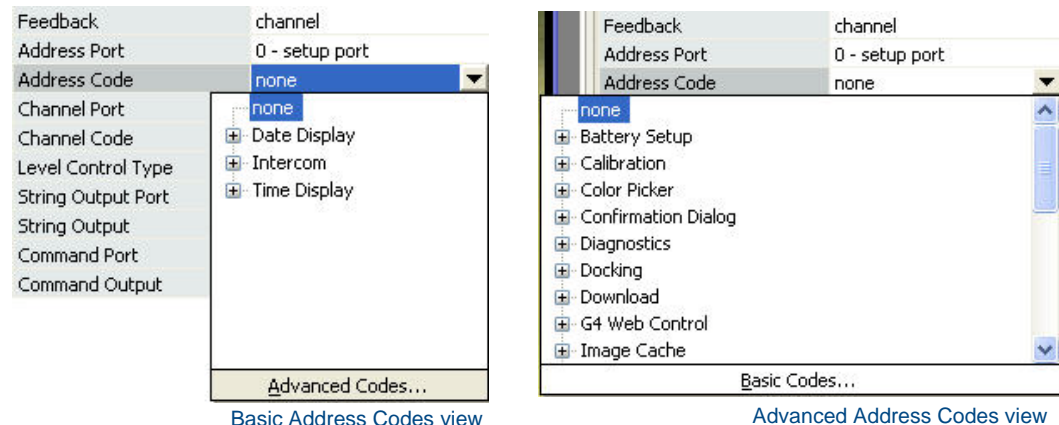 Feedback channel
Address Port 0 - setup port
Address Code none
Channel Port
Channel Code
Level Control Type
String Output Port
String Output
Command Port
Command Output
none
Date Display
Intercom
Time Display
Advanced Codes...
Basic Address Codes view
Feedback channel
Address Port 0 - setup port
Address Code none
none
Battery Setup
Calibration
Color Picker
Confirmation Dialog
Diagnostics
Docking
Download
G4 Web Control
Image Cache
Basic Codes...
Advanced Address Codes view